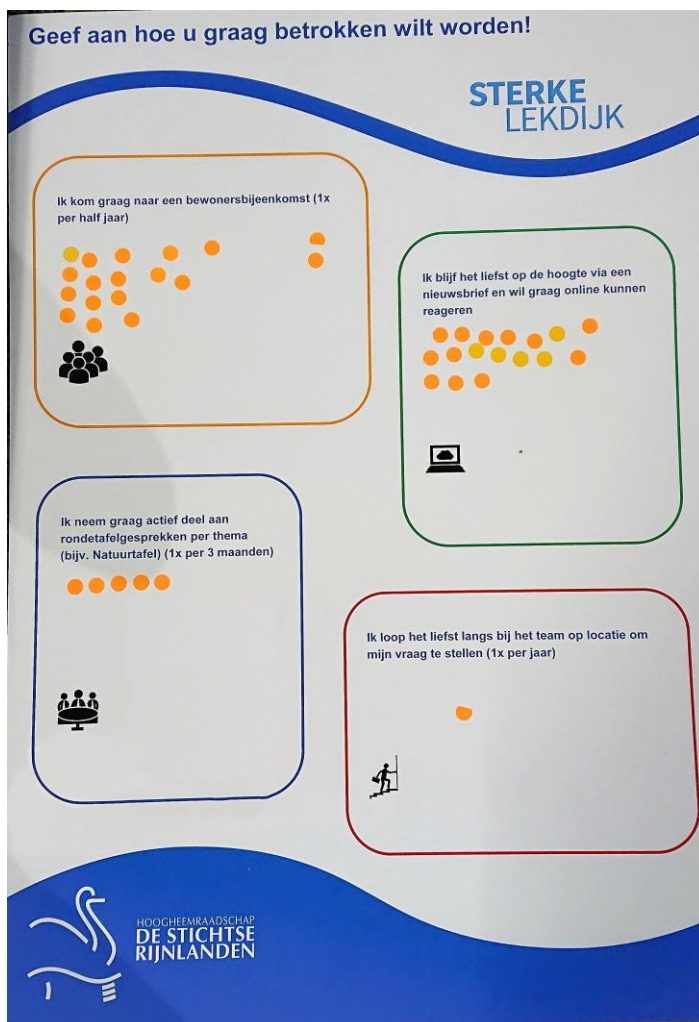 Geef aan hoe u graag betrokken wilt worden!
STERKE
LEKDIJK
Ik kom graag naar een bewonersbijeenkomst (1x
per half jaar)
Ik blijf het liefst op de hoogte via een
nieuwsbrief en wil graag online kunnen
reageren
Ik neem graag actief deel aan
rondetafelgesprekken per thema
(bijv. Natuurtafel) (1x per 3 maanden)
Ik loop het liefst langs bij het team op locatie om
mijn vraag te stellen (1x per jaar)
HOOGHEEMRAADSCHAP
DE STICHTSE
RIJNLANDEN